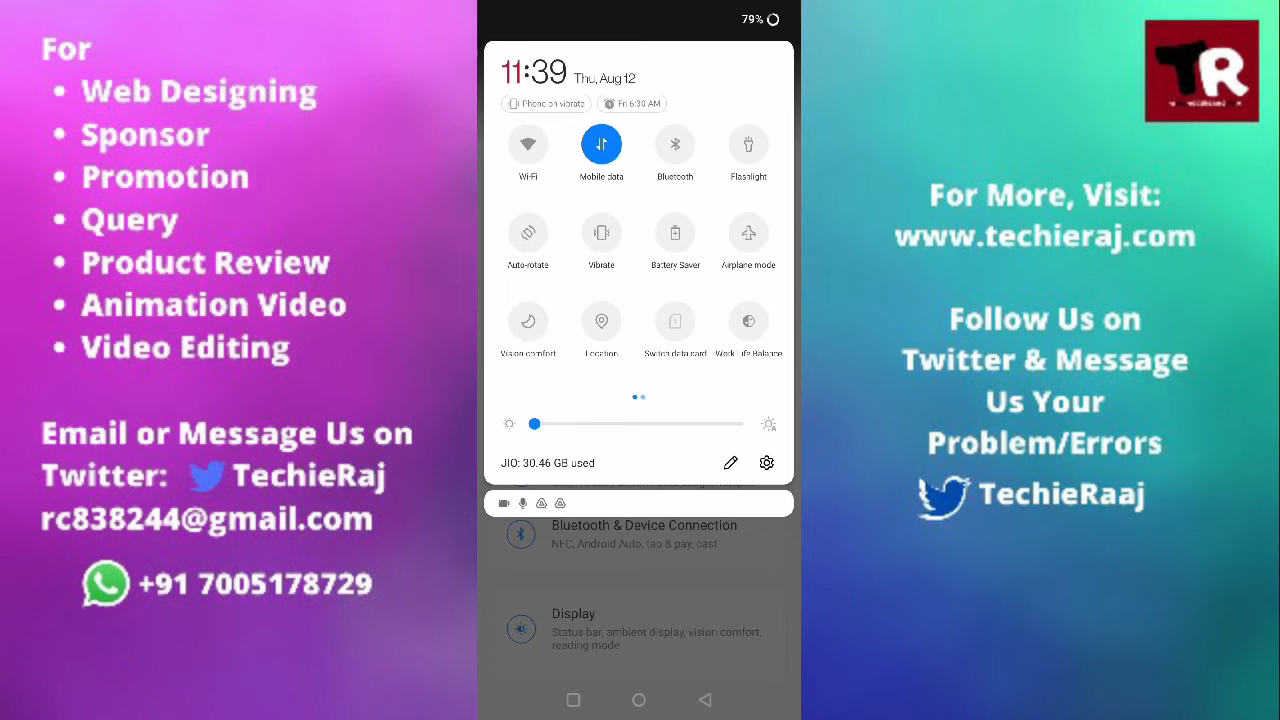 For
• Web Designing
• Sponsor
• Promotion
• Query
• Product Review
• Animation Video
• Video Editing
Email or Message Us on
Twitter: TechieRaj
rc838244@gmail.com
+91 7005178729
79%
11:39 Thu, Aug 12
Phone on vibrate Fri 6:30 AM
Wi-Fi Mobile data Bluetooth Flashlight
Auto-rotate Vibrate Battery Saver Airplane mode
Vision comfort Location Switch data card Work Life Balance
JIO: 30.46 GB used
Bluetooth & Device Connection
NFC, Android Auto, tap & pay, cast
Display
Status bar, ambient display, vision comfort,
reading mode
TR
For More, Visit:
www.techieraj.com
Follow Us on
Twitter & Message
Us Your
Problem/Errors
TechieRaaj